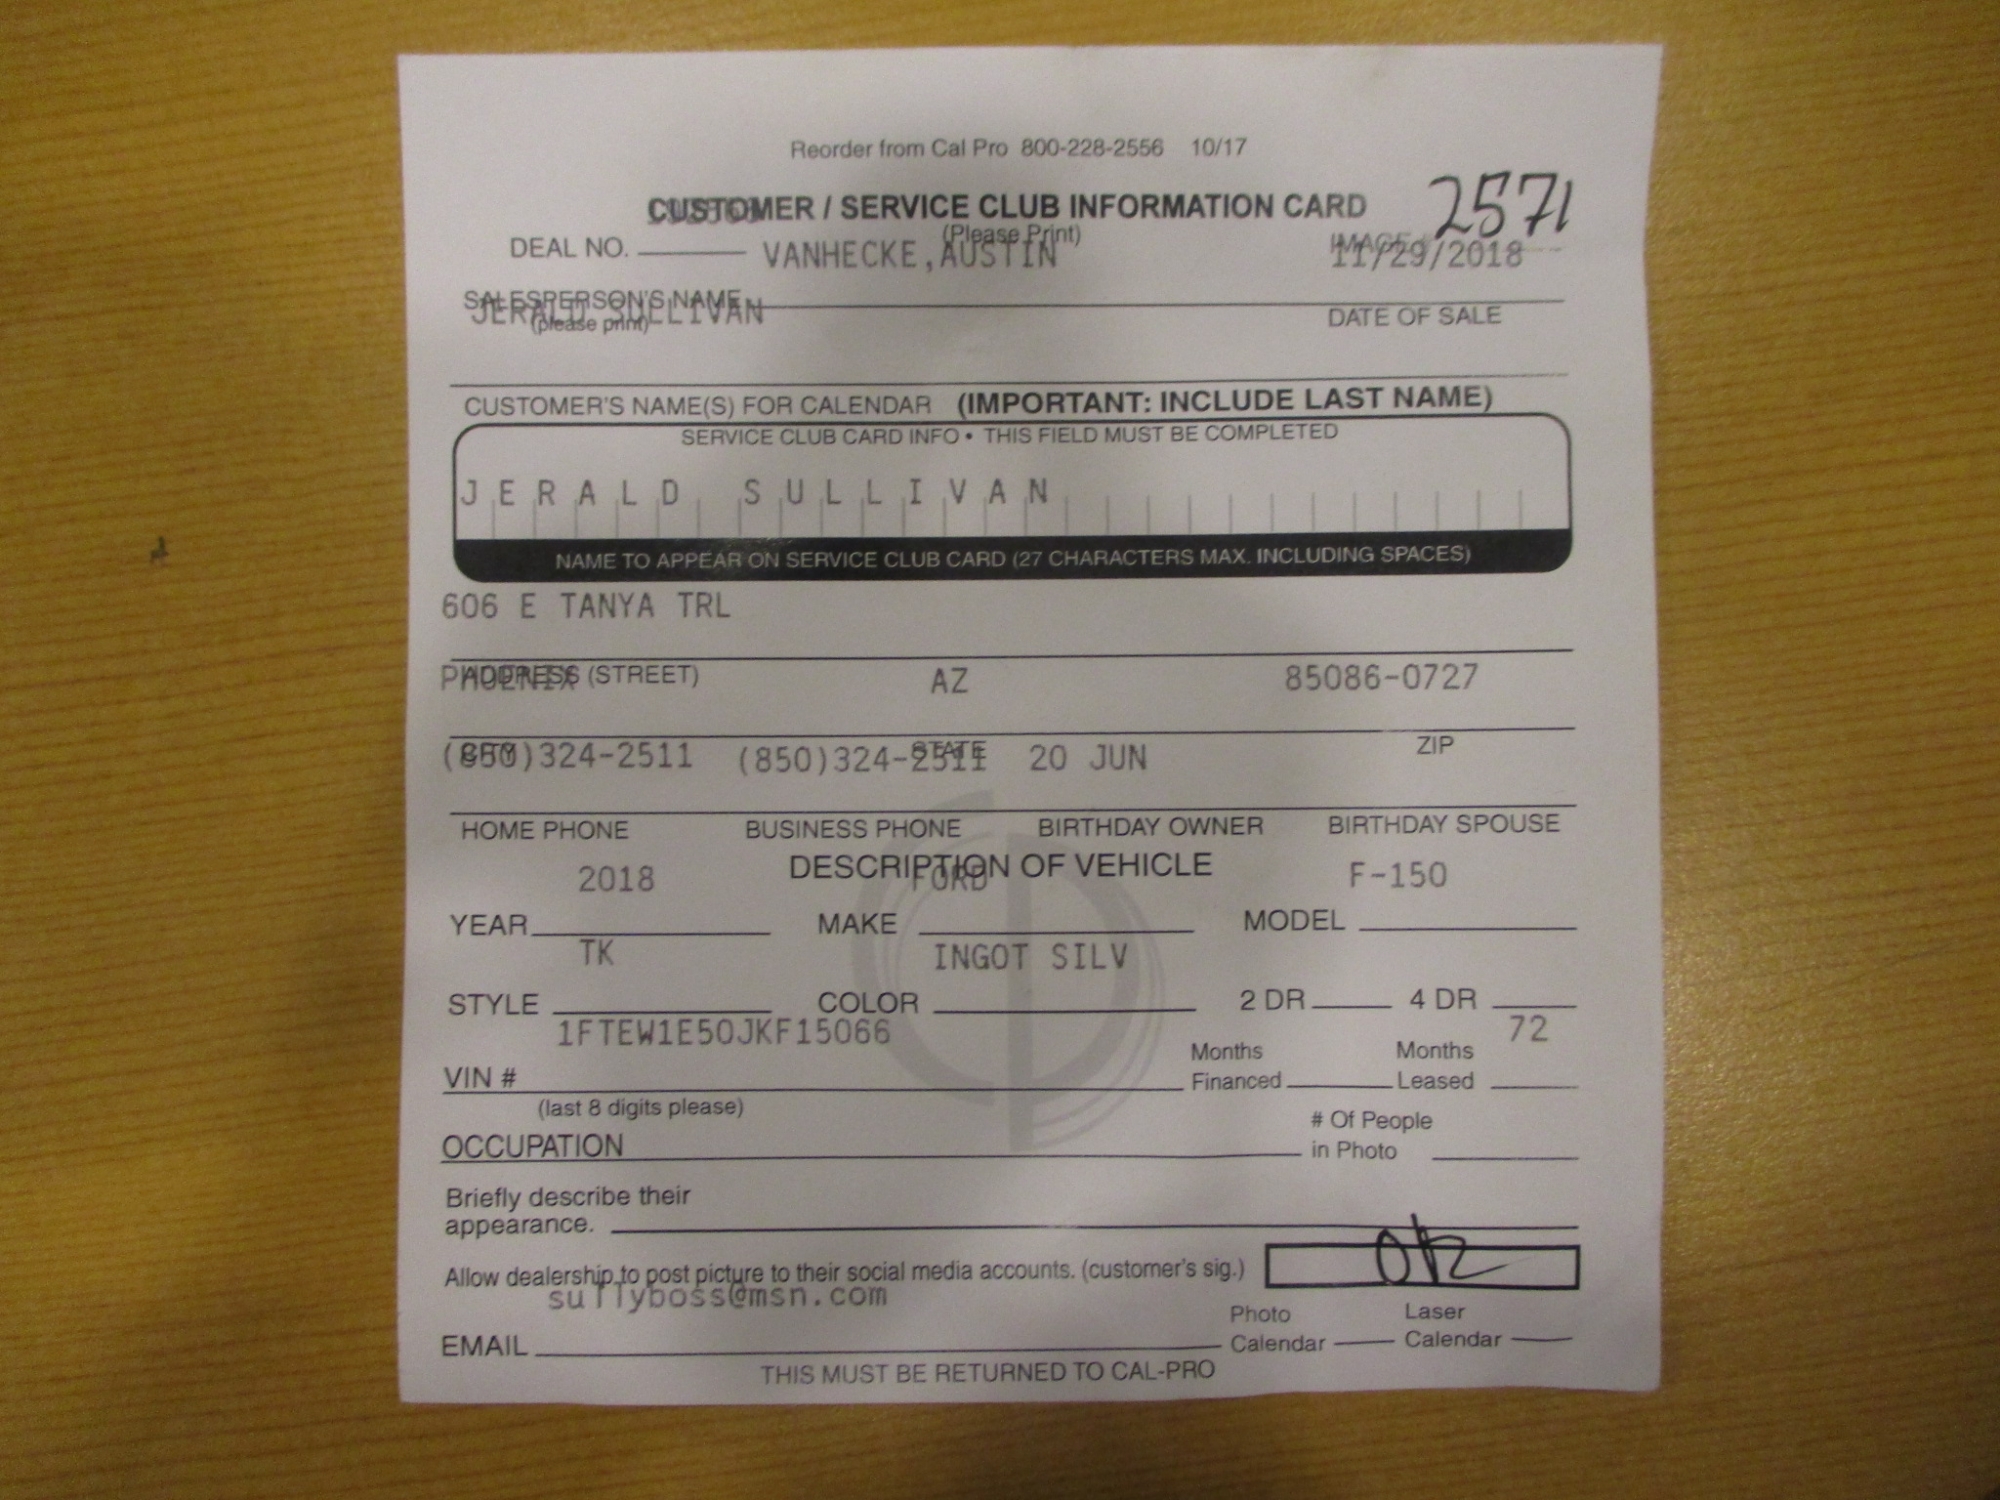 Reorder from Cal Pro 800-228-2556 10/17
CUSTOMER / SERVICE CLUB INFORMATION CARD
2571
(Please Print)
DEAL NO. VANHECKE,AUSTIN IMAGE # 11/29/2018
SALESPERSON'S NAME DATE OF SALE
(please print)
JERALD SULLIVAN
CUSTOMER'S NAME(S) FOR CALENDAR (IMPORTANT: INCLUDE LAST NAME)
SERVICE CLUB CARD INFO • THIS FIELD MUST BE COMPLETED
JERALD SULLIVAN
NAME TO APPEAR ON SERVICE CLUB CARD (27 CHARACTERS MAX. INCLUDING SPACES)
606 E TANYA TRL
ADDRESS (STREET)
PHOENIX AZ 85086-0727
CITY STATE ZIP
(850)324-2511 (850)324-2511 20 JUN
HOME PHONE BUSINESS PHONE BIRTHDAY OWNER BIRTHDAY SPOUSE
DESCRIPTION OF VEHICLE
2018 FORD F-150
YEAR MAKE MODEL
TK INGOT SILV
STYLE COLOR 2 DR 4 DR
1FTEW1E50JKF15066 72
VIN # Months Financed Months Leased
(last 8 digits please)
OCCUPATION # Of People in Photo
Briefly describe their
appearance.
Allow dealership to post picture to their social media accounts. (customer's sig.)
sullyboss@msn.com
EMAIL Photo Calendar Laser Calendar
THIS MUST BE RETURNED TO CAL-PRO